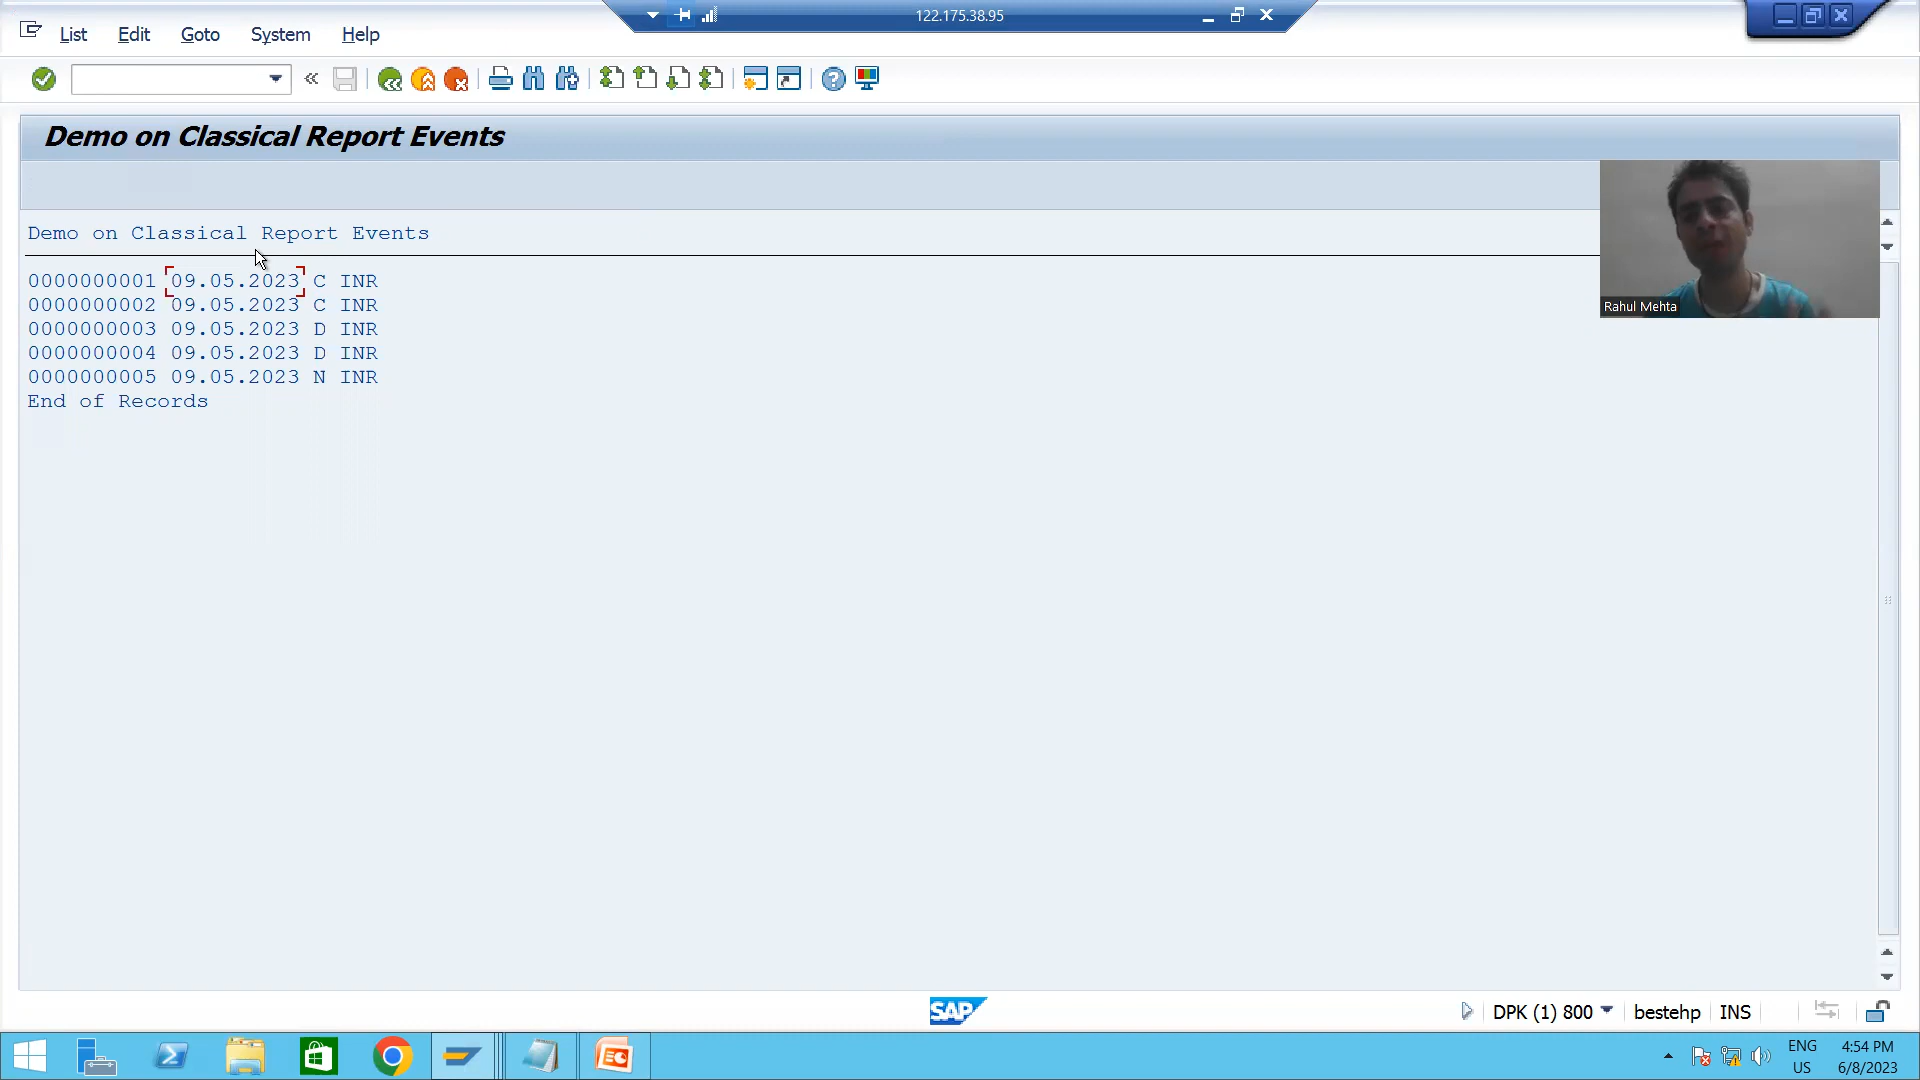 122.175.38.95
List Edit Goto System Help
Demo on Classical Report Events
Demo on Classical Report Events
0000000001 09.05.2023 C INR
0000000002 09.05.2023 C INR
0000000003 09.05.2023 D INR
0000000004 09.05.2023 D INR
0000000005 09.05.2023 N INR
End of Records
Rahul Mehta
SAP
DPK (1) 800 bestehp INS
ENG 4:54 PM
US 6/8/2023